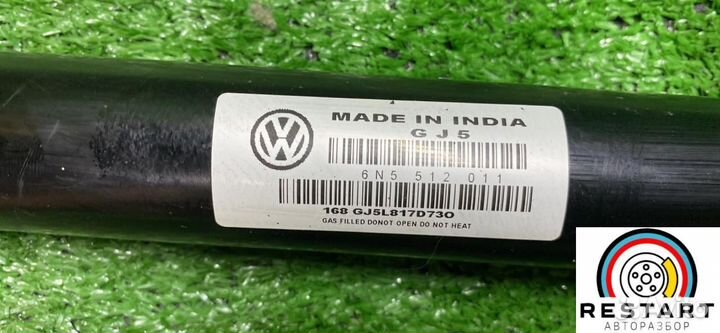 MADE IN INDIA
GJ5
6N5 512 011
168 GJ5L817D730
GAS FILLED DONOT OPEN DO NOT HEAT
RESTART
АВТОРАЗБОР